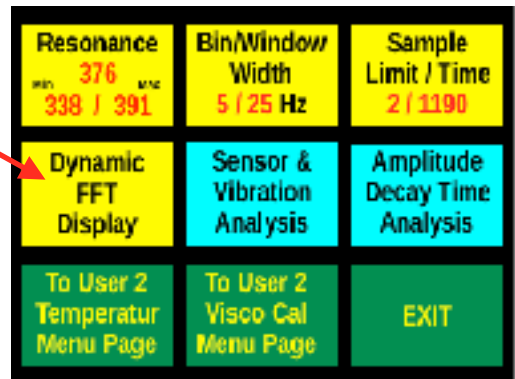 Resonance
376
MIN MAX
338 / 391
Bin/Window
Width
5 / 25 Hz
Sample
Limit / Time
2 / 1190
Dynamic
FFT
Display
Sensor &
Vibration
Analysis
Amplitude
Decay Time
Analysis
To User 2
Temperatur
Menu Page
To User 2
Visco Cal
Menu Page
EXIT